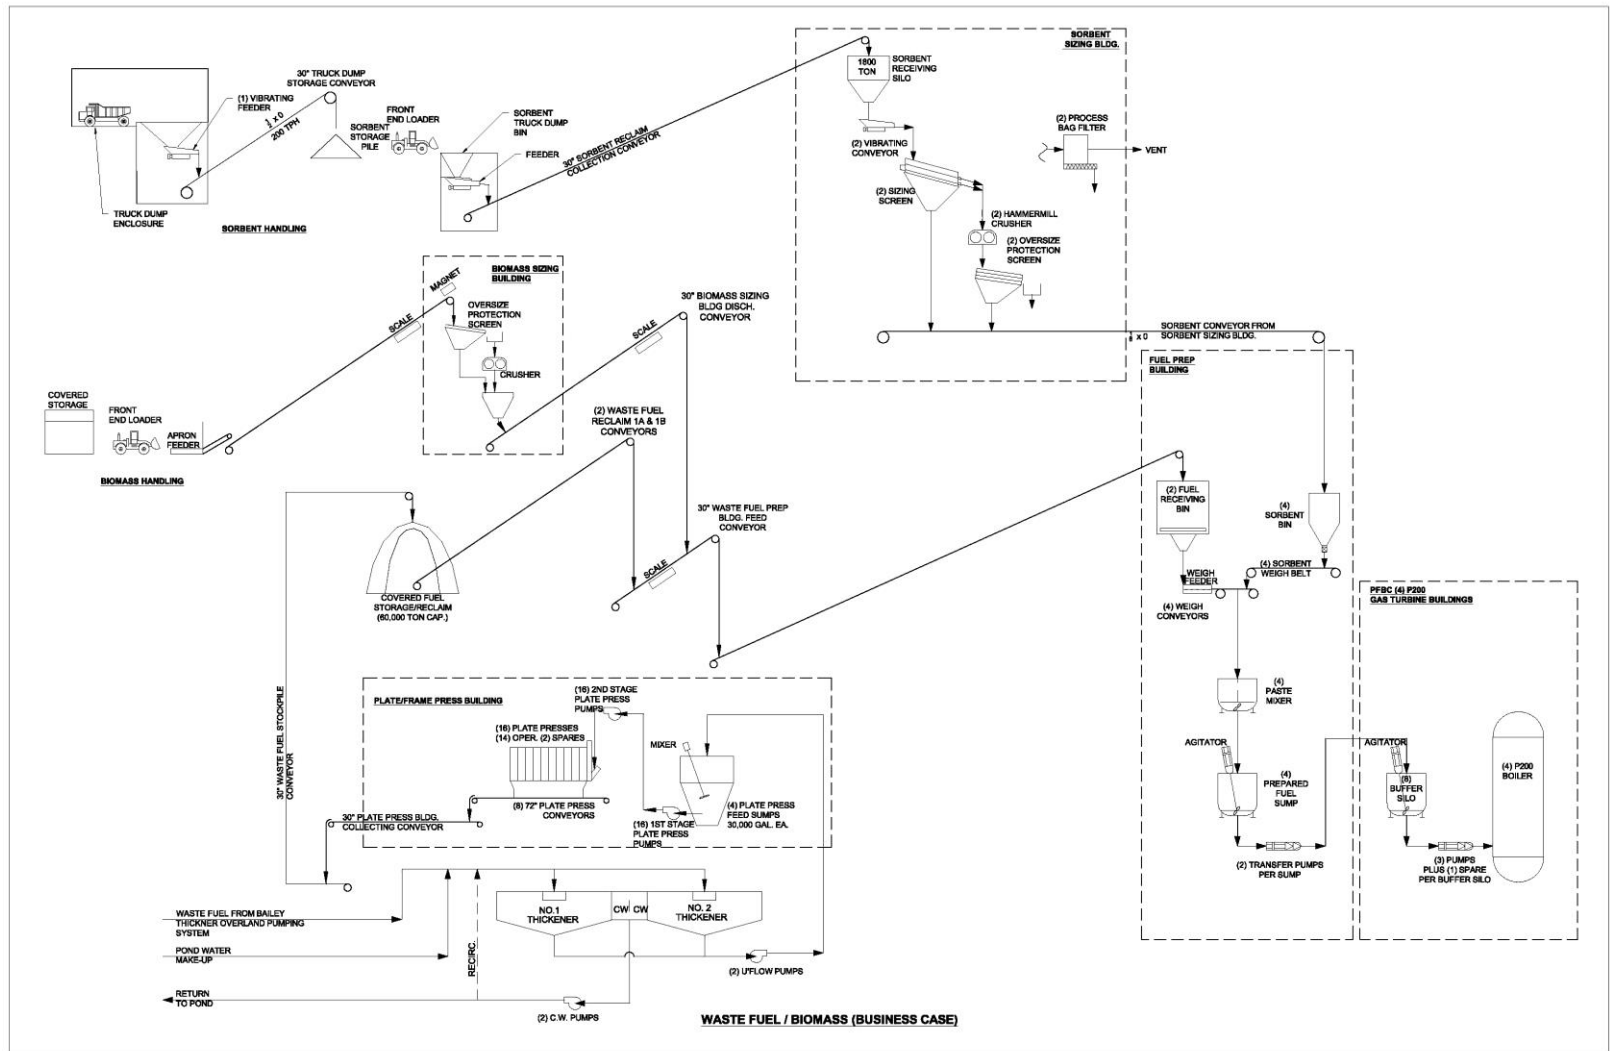 SORBENT
SIZING BLDG.
1800
TON
SORBENT
RECEIVING
SILO
30" TRUCK DUMP
STORAGE CONVEYOR
(1) VIBRATING
FEEDER
X 0
200 TPH
SORBENT
STORAGE
PILE
FRONT
END LOADER
SORBENT
TRUCK DUMP
BIN
FEEDER
30" SORBENT RECLAIM
COLLECTION CONVEYOR
(2) VIBRATING
CONVEYOR
(2) PROCESS
BAG FILTER
VENT
(2) SIZING
SCREEN
(2) HAMMERMILL
CRUSHER
(2) OVERSIZE
PROTECTION
SCREEN
TRUCK DUMP
ENCLOSURE
SORBENT HANDLING
BIOMASS SIZING
BUILDING
MAGNET
SCALE
OVERSIZE
PROTECTION
SCREEN
CRUSHER
30" BIOMASS SIZING
BLDG DISCH.
CONVEYOR
SCALE
SORBENT CONVEYOR FROM
SORBENT SIZING BLDG.
X 0
FUEL PREP
BUILDING
COVERED
STORAGE
FRONT
END LOADER
APRON
FEEDER
BIOMASS HANDLING
(2) WASTE FUEL
RECLAIM 1A & 1B
CONVEYORS
30" WASTE FUEL PREP
BLDG. FEED
CONVEYOR
SCALE
COVERED FUEL
STORAGE/RECLAIM
(60,000 TON CAP.)
(2) FUEL
RECEIVING
BIN
(4)
SORBENT
BIN
WEIGH
FEEDER
(4) SORBENT
WEIGH BELT
(4) WEIGH
CONVEYORS
PFBC (4) P200
GAS TURBINE BUILDINGS
30" WASTE FUEL STOCKPILE
CONVEYOR
PLATE/FRAME PRESS BUILDING
(16) 2ND STAGE
PLATE PRESS
PUMPS
(16) PLATE PRESSES
(14) OPER. (2) SPARES
MIXER
(8) 72" PLATE PRESS
CONVEYORS
(4) PLATE PRESS
FEED SUMPS
30,000 GAL. EA.
(16) 1ST STAGE
PLATE PRESS
PUMPS
30" PLATE PRESS BLDG.
COLLECTING CONVEYOR
(4)
PASTE
MIXER
AGITATOR
(4)
PREPARED
FUEL
SUMP
(2) TRANSFER PUMPS
PER SUMP
AGITATOR
(8)
BUFFER
SILO
(4) P200
BOILER
(3) PUMPS
PLUS (1) SPARE
PER BUFFER SILO
WASTE FUEL FROM BAILEY
THICKNER OVERLAND PUMPING
SYSTEM
NO.1
THICKENER
CW
CW
NO. 2
THICKENER
POND WATER
MAKE-UP
RECIRC.
(2) U'FLOW PUMPS
RETURN
TO POND
(2) C.W. PUMPS
WASTE FUEL / BIOMASS (BUSINESS CASE)